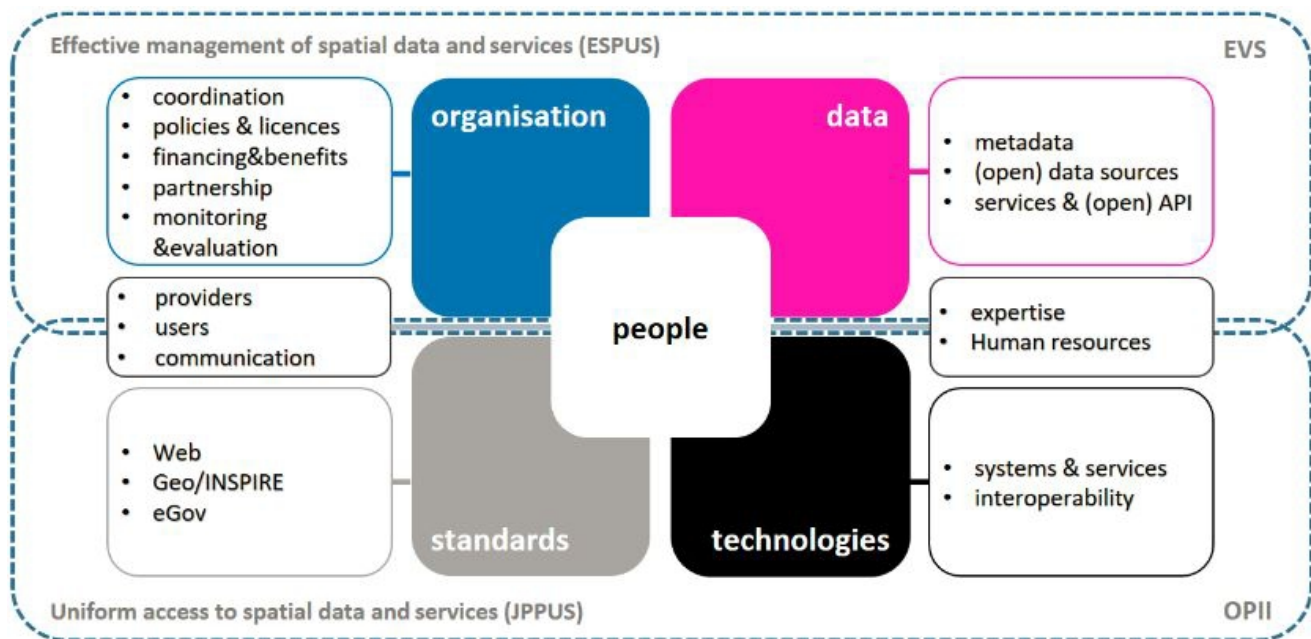 Effective management of spatial data and services (ESPUS)
EVS
• coordination
• policies & licences
• financing&benefits
• partnership
• monitoring
&evaluation
organisation
data
• metadata
• (open) data sources
• services & (open) API
• providers
• users
• communication
people
• expertise
• Human resources
• Web
• Geo/INSPIRE
• eGov
standards
technologies
• systems & services
• interoperability
Uniform access to spatial data and services (JPPUS)
OPII